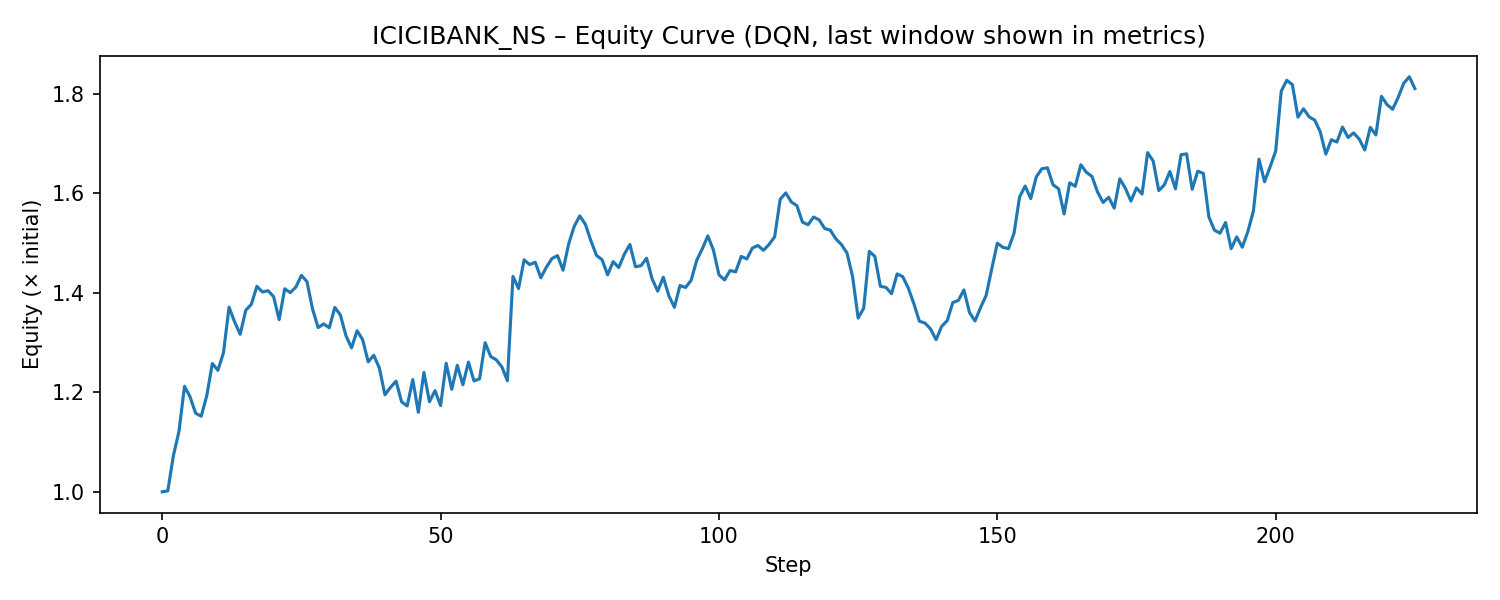 ICICIBANK_NS – Equity Curve (DQN, last window shown in metrics)
Equity (× initial)
1.8
1.6
1.4
1.2
1.0
0 50 100 150 200
Step